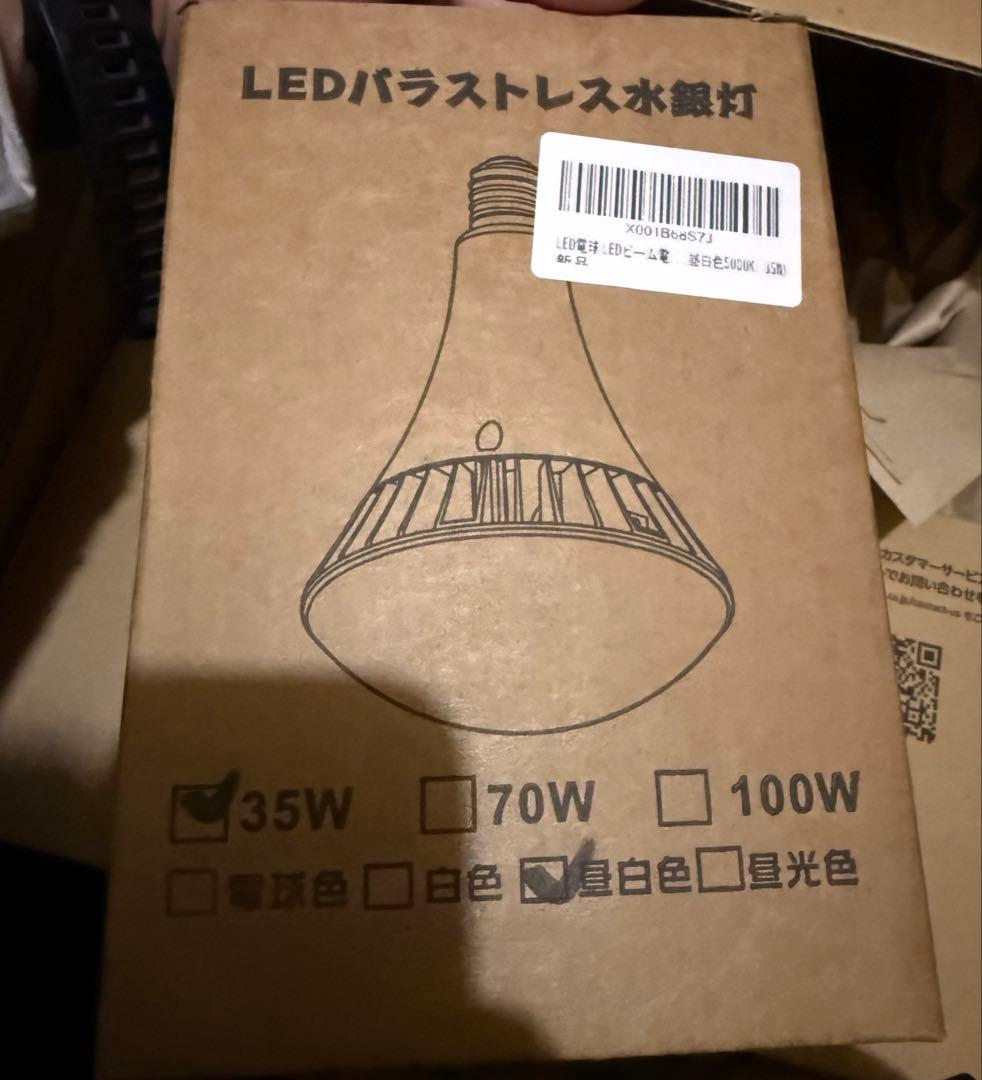 LEDバラストレス水銀灯
X001B68S7J
LED電球 LEDビーム電... 昼白色5000K 35W)
新品
35W 70W 100W
電球色 白色 昼白色 昼光色
カスタマーサービ
でお問い合わせ